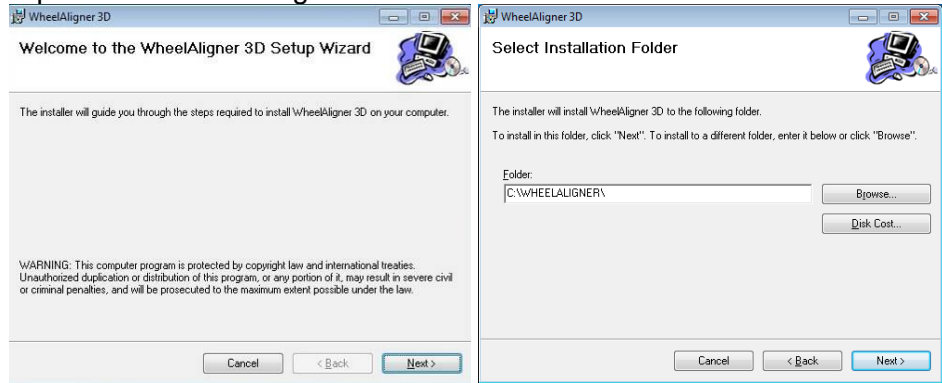 WheelAligner 3D
Welcome to the WheelAligner 3D Setup Wizard
The installer will guide you through the steps required to install WheelAligner 3D on your computer.
WARNING: This computer program is protected by copyright law and international treaties.
Unauthorized duplication or distribution of this program, or any portion of it, may result in severe civil
or criminal penalties, and will be prosecuted to the maximum extent possible under the law.
Cancel
< Back
Next >
WheelAligner 3D
Select Installation Folder
The installer will install WheelAligner 3D to the following folder.
To install in this folder, click "Next". To install to a different folder, enter it below or click "Browse".
Folder:
C:\WHEELALIGNER\
Browse...
Disk Cost...
Cancel
< Back
Next >